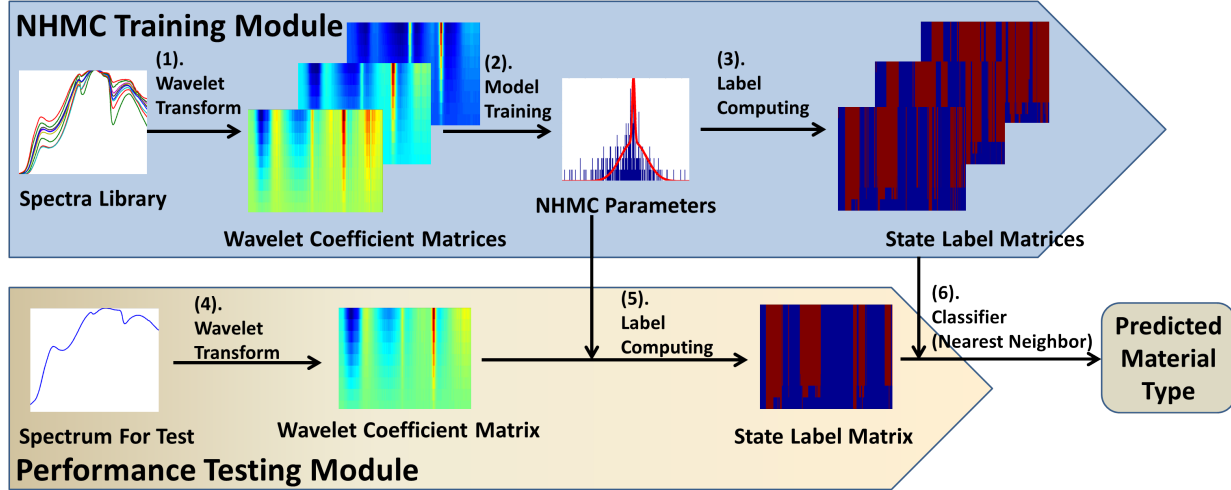 NHMC Training Module
(1).
Wavelet
Transform
(2).
Model
Training
(3).
Label
Computing
Spectra Library
Wavelet Coefficient Matrices
NHMC Parameters
State Label Matrices
(4).
Wavelet
Transform
(5).
Label
Computing
(6).
Classifier
(Nearest Neighbor)
Predicted
Material
Type
Spectrum For Test
Wavelet Coefficient Matrix
State Label Matrix
Performance Testing Module